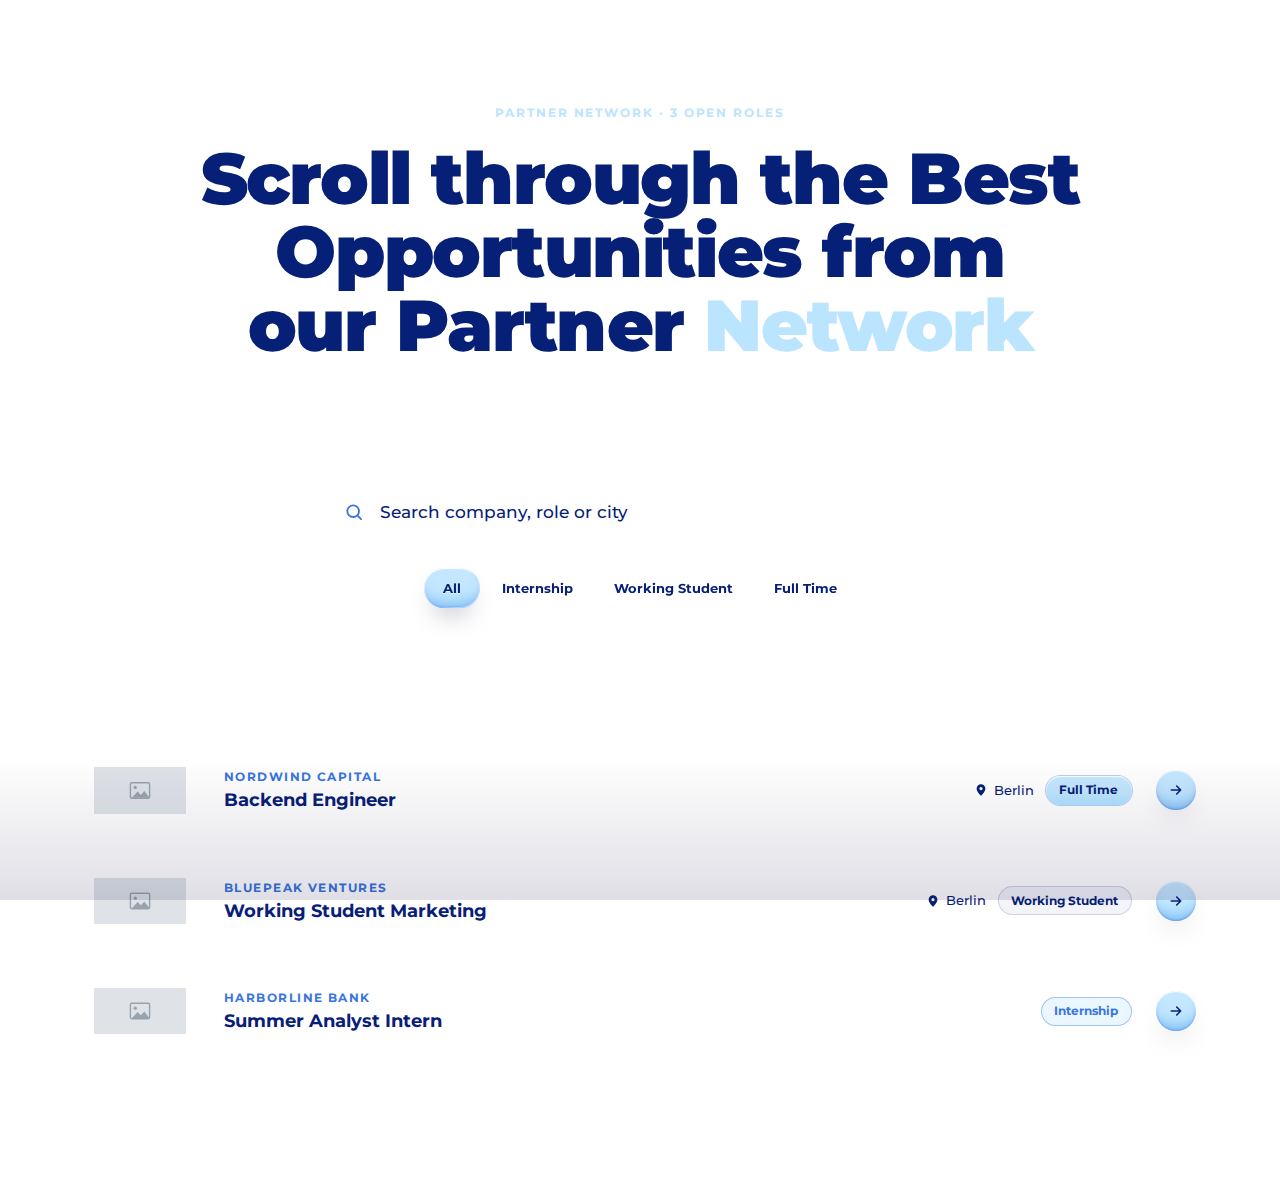 PARTNER NETWORK · 3 OPEN ROLES
Scroll through the Best
Opportunities from
our Partner Network
Search company, role or city
All
Internship
Working Student
Full Time
NORDWIND CAPITAL
Backend Engineer
Berlin
Full Time
BLUEPEAK VENTURES
Working Student Marketing
Berlin
Working Student
HARBORLINE BANK
Summer Analyst Intern
Internship